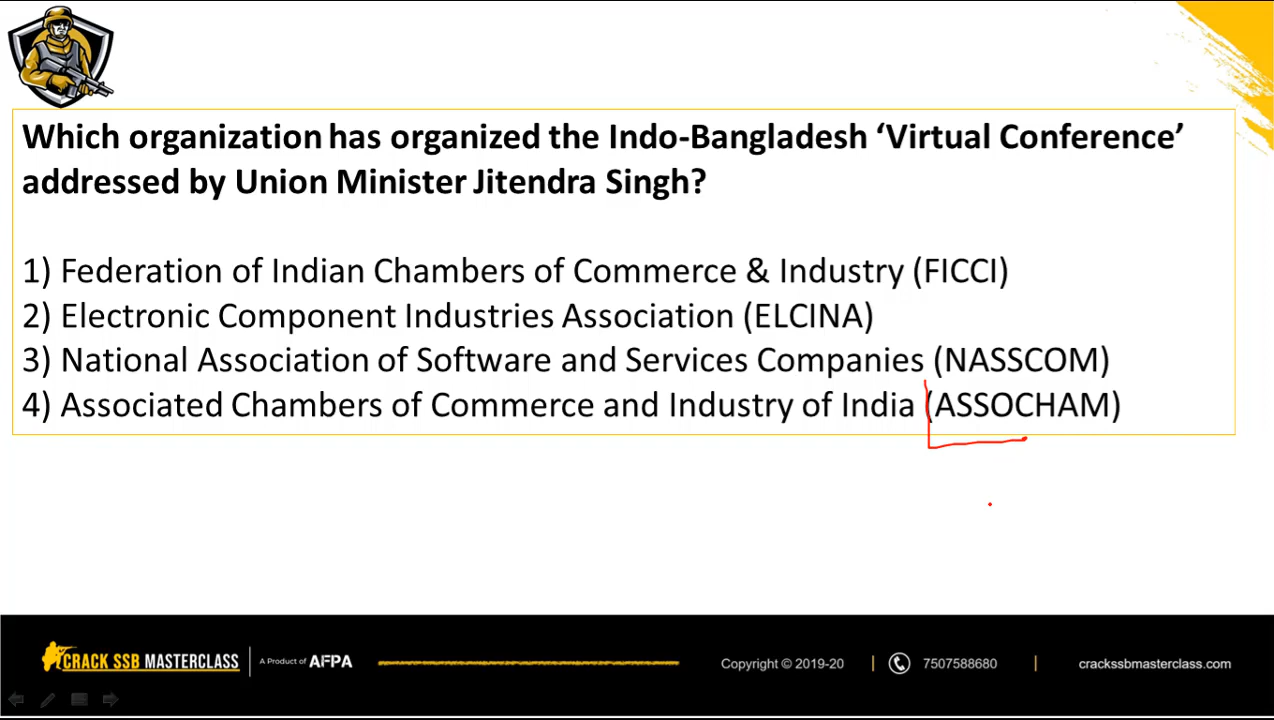 Which organization has organized the Indo-Bangladesh ‘Virtual Conference’
addressed by Union Minister Jitendra Singh?
1) Federation of Indian Chambers of Commerce & Industry (FICCI)
2) Electronic Component Industries Association (ELCINA)
3) National Association of Software and Services Companies (NASSCOM)
4) Associated Chambers of Commerce and Industry of India (ASSOCHAM)
CRACK SSB MASTERCLASS
A Product of AFPA
Copyright © 2019-20
7507588680
crackssbmasterclass.com